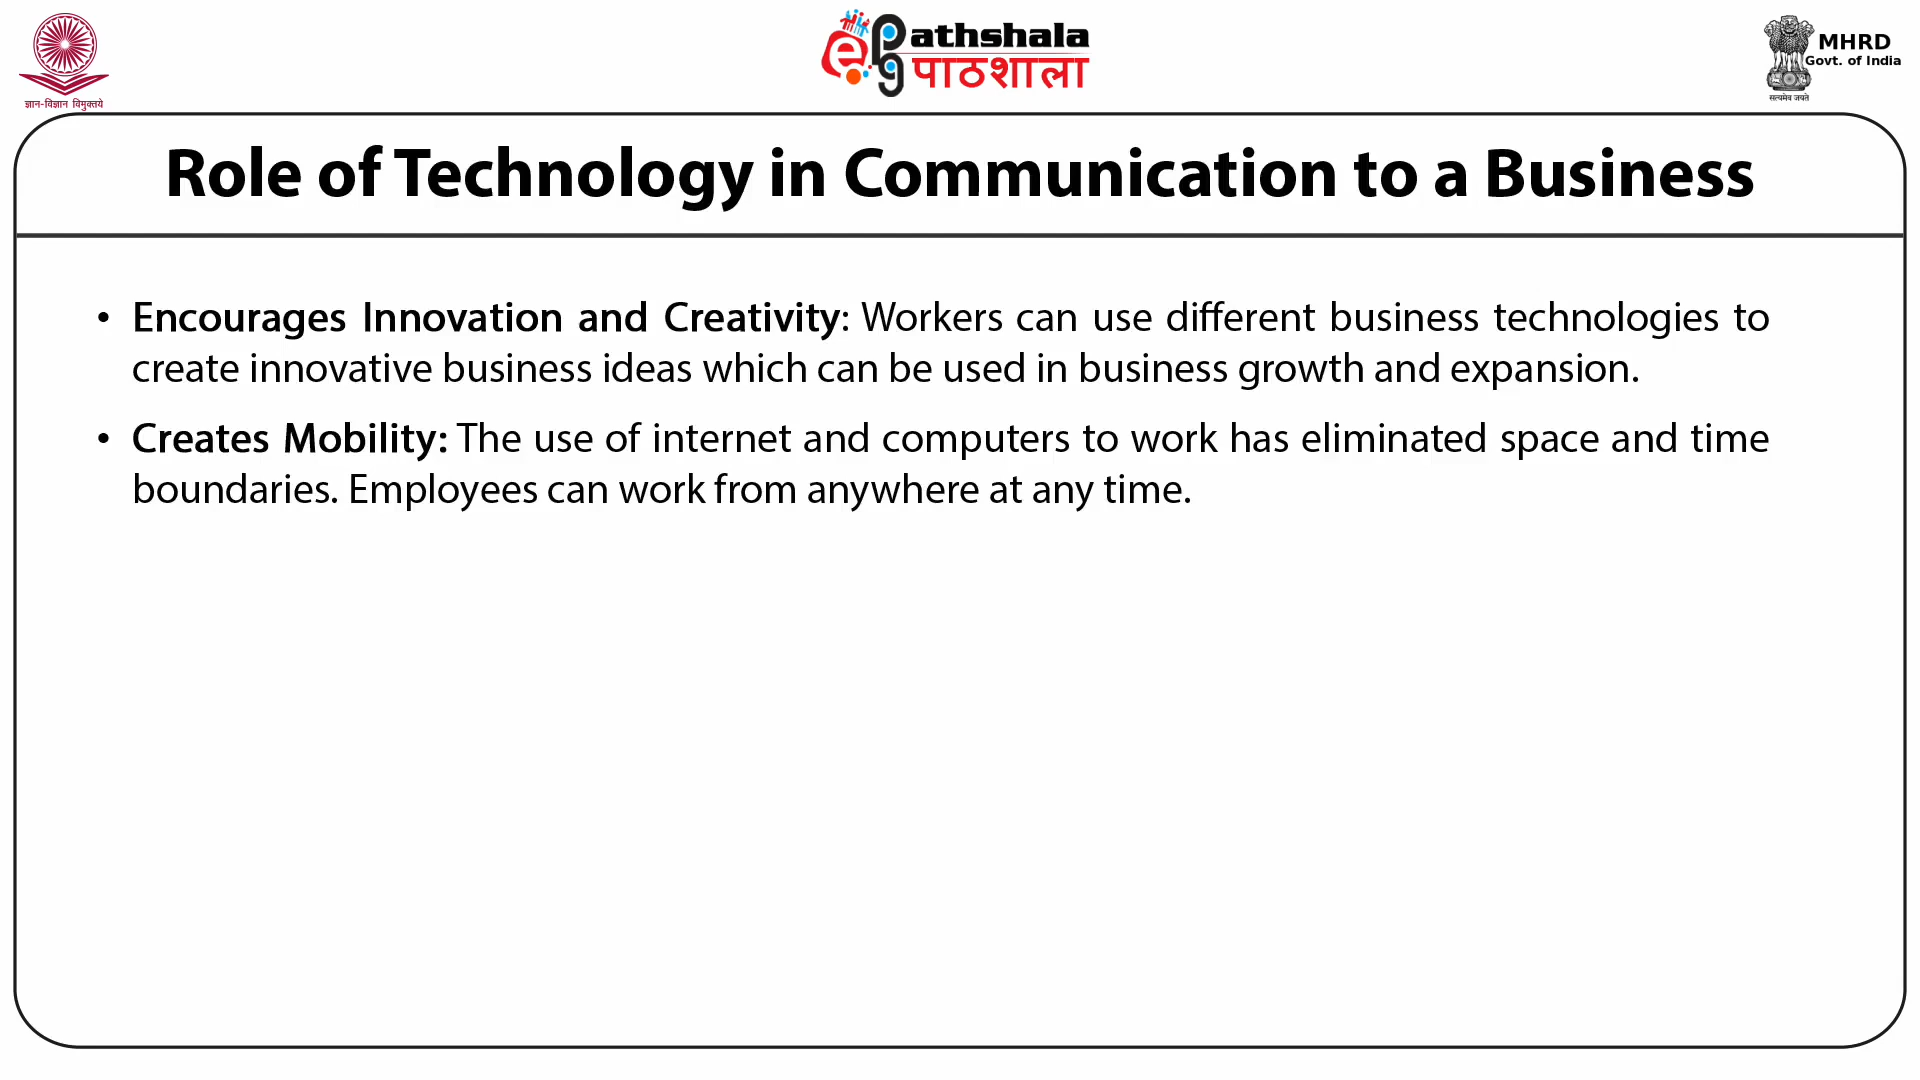 ज्ञान-विज्ञान विमुक्तये
e Pathshala
pg पाठशाला
सत्यमेव जयते
MHRD
Govt. of India
Role of Technology in Communication to a Business
• Encourages Innovation and Creativity: Workers can use different business technologies to
create innovative business ideas which can be used in business growth and expansion.
• Creates Mobility: The use of internet and computers to work has eliminated space and time
boundaries. Employees can work from anywhere at any time.